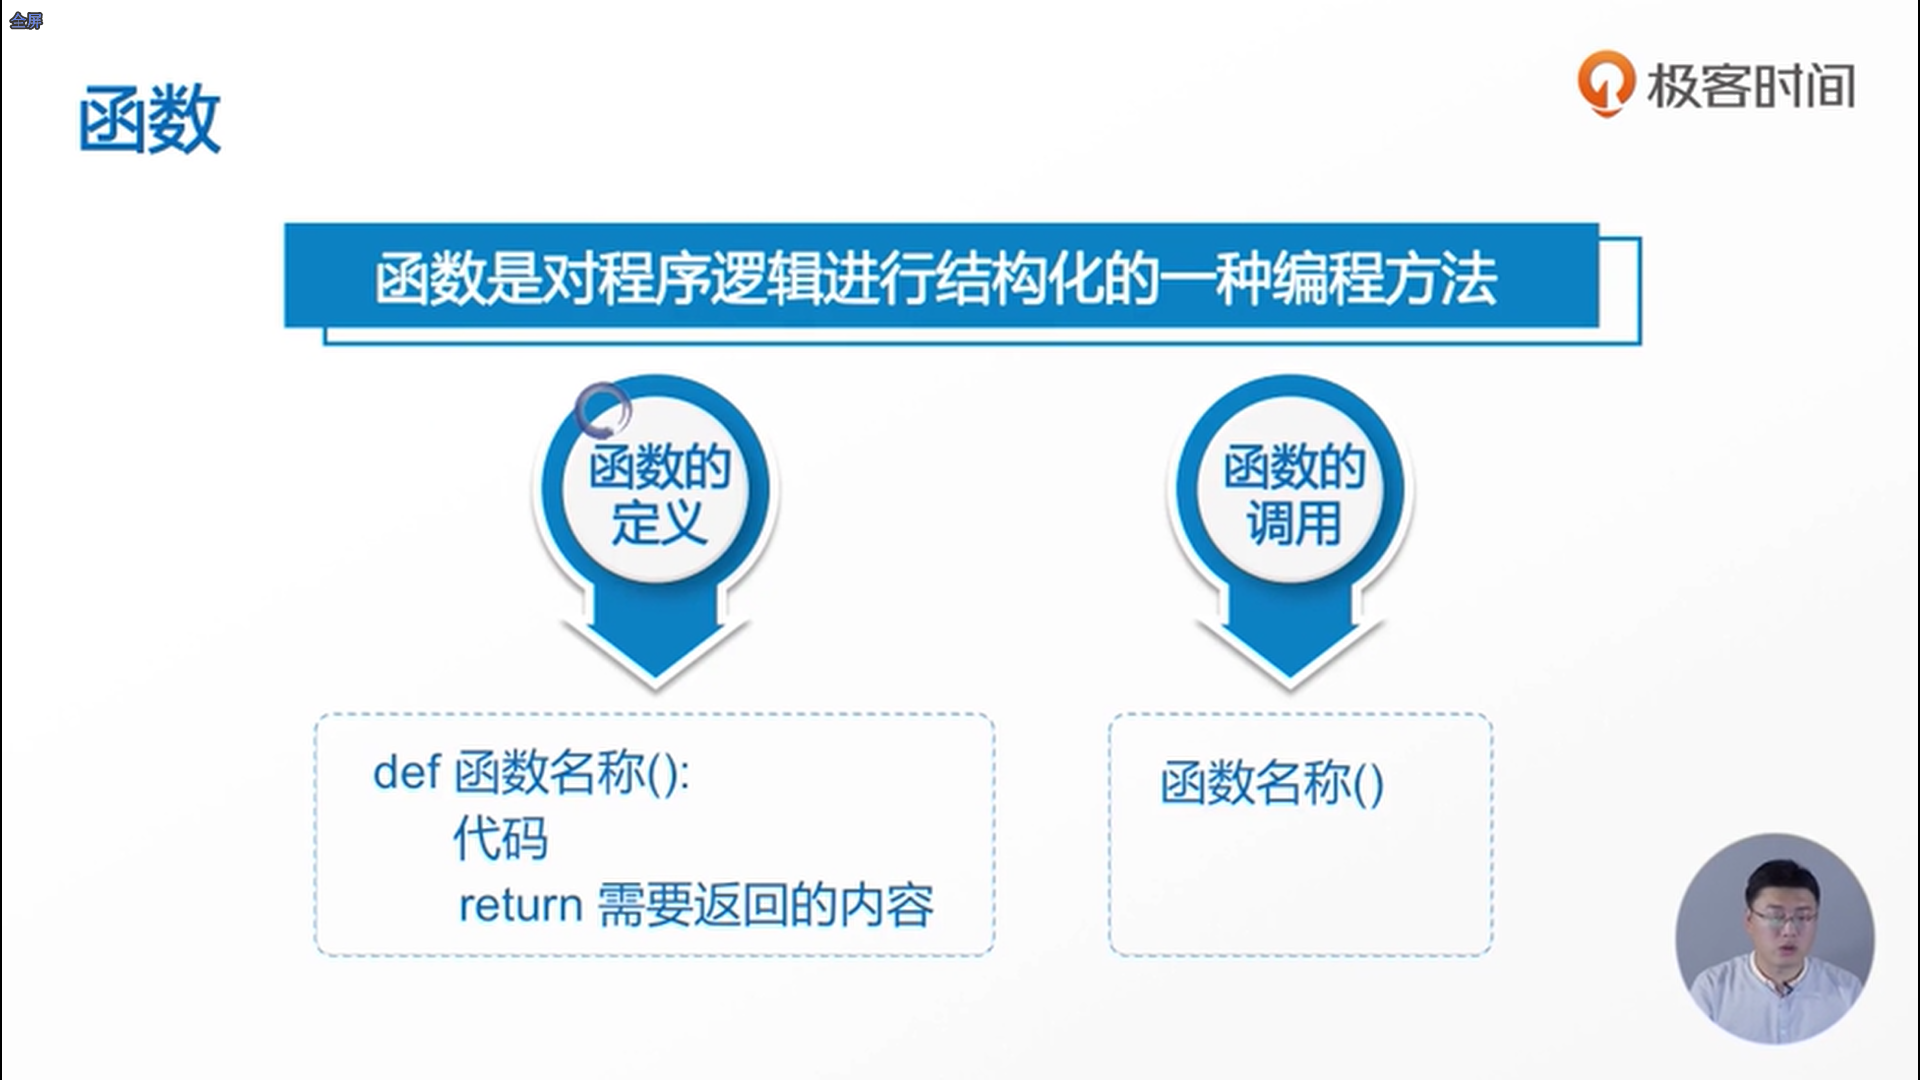 全屏
极客时间
函数
函数是对程序逻辑进行结构化的一种编程方法
函数的
定义
函数的
调用
def 函数名称():
代码
return 需要返回的内容
函数名称()